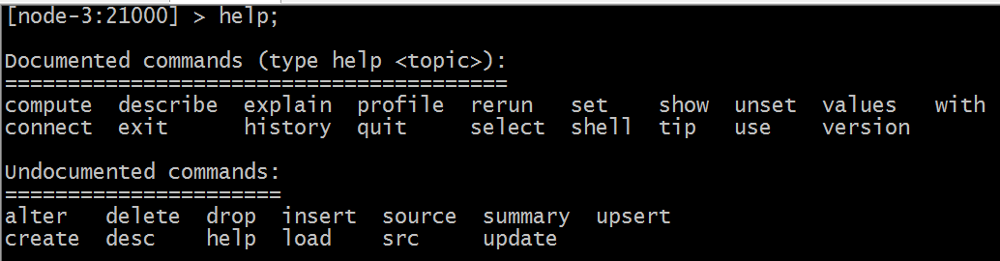 [node-3:21000] > help;
Documented commands (type help <topic>):
========================================
compute  describe  explain  profile  rerun   set    show  unset  values   with
connect  exit      history  quit     select  shell  tip   use    version
Undocumented commands:
======================
alter   delete  drop  insert  source  summary  upsert
create  desc    help  load    src     update